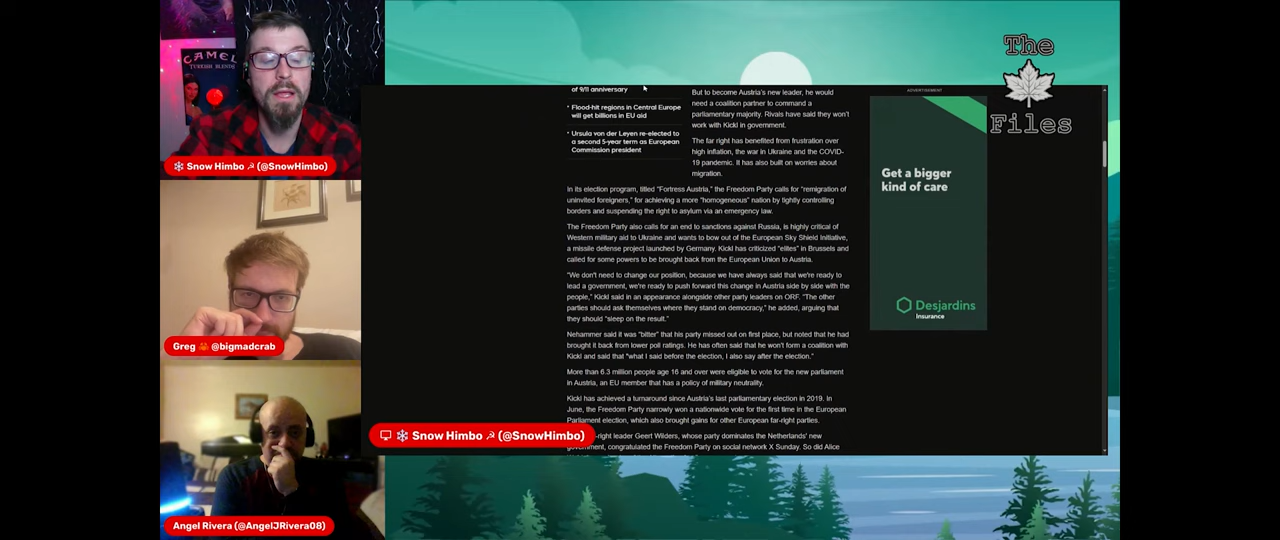 CAMEL
TURKISH BLEND
❄️ Snow Himbo ☭ (@SnowHimbo)
Greg 🦀 @bigmadcrab
Angel Rivera (@AngelJRivera08)
of 9/11 anniversary
Flood-hit regions in Central Europe
will get billions in EU aid
Ursula von der Leyen re-elected to
a second 5-year term as European
Commission president
But to become Austria's new leader, he would
need a coalition partner to command a
parliamentary majority. Rivals have said they won't
work with Kickl in government.
The far right has benefited from frustration over
high inflation, the war in Ukraine and the COVID-
19 pandemic. It has also built on worries about
migration.
In its election program, titled "Fortress Austria," the Freedom Party calls for "remigration of
uninvited foreigners," for achieving a more "homogeneous" nation by tightly controlling
borders and suspending the right to asylum via an emergency law.
The Freedom Party also calls for an end to sanctions against Russia, is highly critical of
Western military aid to Ukraine and wants to bow out of the European Sky Shield Initiative,
a missile defense project launched by Germany. Kickl has criticized "elites" in Brussels and
called for some powers to be brought back from the European Union to Austria.
"We don't need to change our position, because we have always said that we're ready to
lead a government, we're ready to push forward this change in Austria side by side with the
people," Kickl said in an appearance alongside other party leaders on ORF. "The other
parties should ask themselves where they stand on democracy," he added, arguing that
they should "sleep on the result."
Nehammer said it was "bitter" that his party missed out on first place, but noted that he had
brought it back from lower poll ratings. He has often said that he won't form a coalition with
Kickl and said that "what I said before the election, I also say after the election."
More than 6.3 million people age 16 and over were eligible to vote for the new parliament
in Austria, an EU member that has a policy of military neutrality.
Kickl has achieved a turnaround since Austria's last parliamentary election in 2019. In
June, the Freedom Party narrowly won a nationwide vote for the first time in the European
Parliament election, which also brought gains for other European far-right parties.
-right leader Geert Wilders, whose party dominates the Netherlands' new
government, congratulated the Freedom Party on social network X Sunday. So did Alice
❄️ Snow Himbo ☭ (@SnowHimbo)
ADVERTISEMENT
Get a bigger
kind of care
Desjardins
Insurance
The
Files